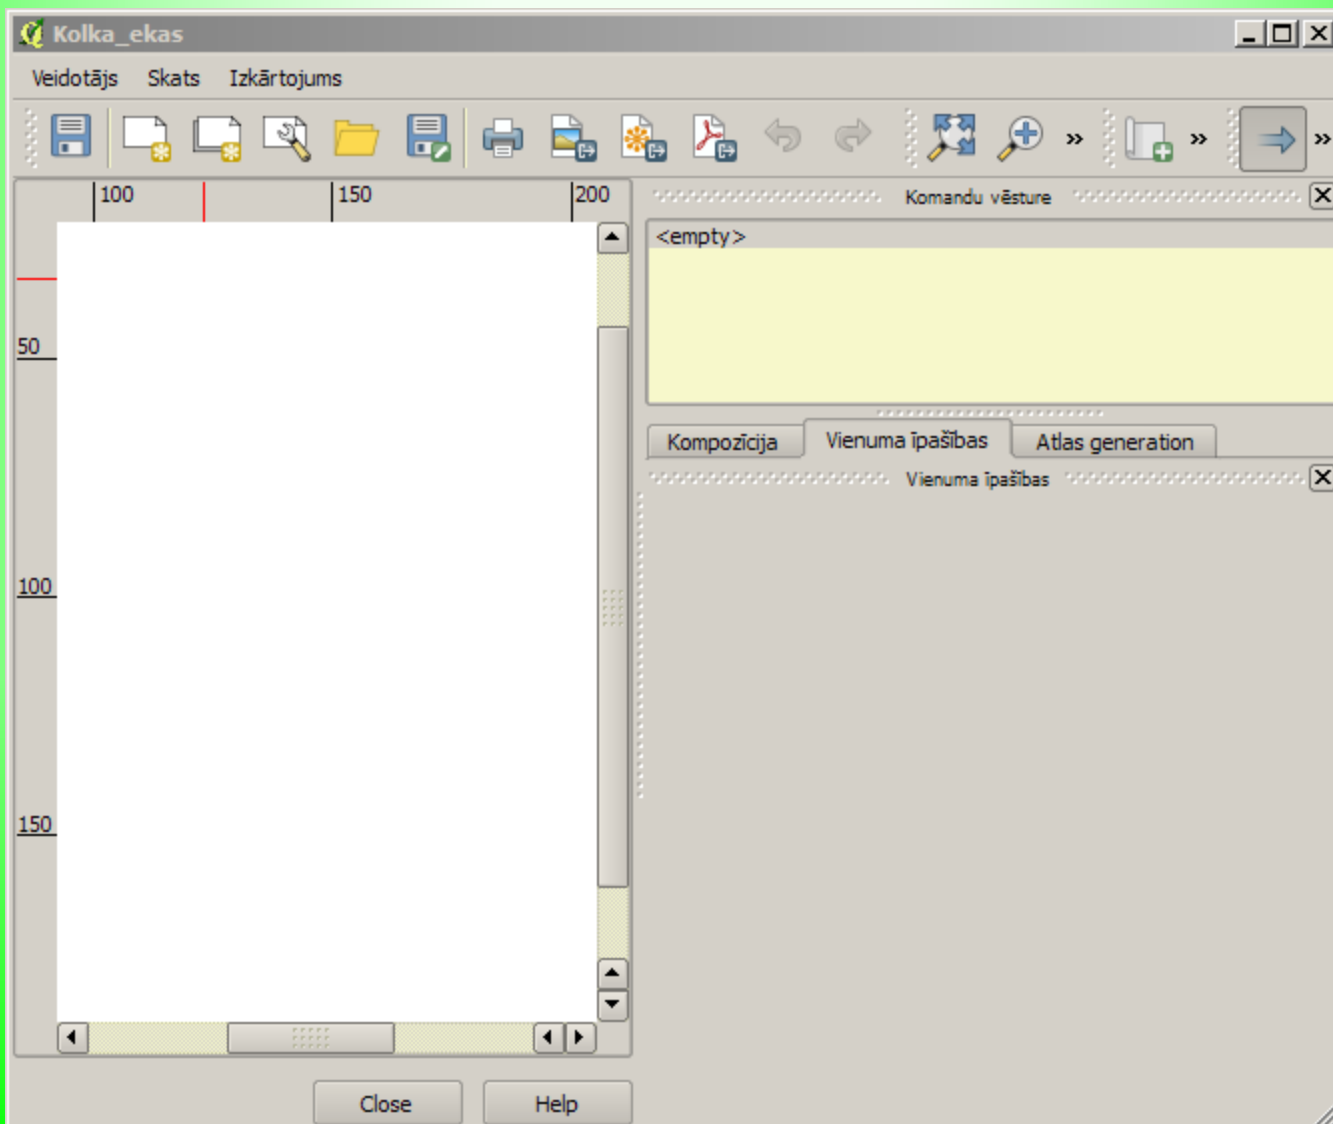 Kolka_ekas
Veidotājs Skats Izkārtojums
» » »
100 150 200
Komandu vēsture
<empty>
50
Kompozīcija Vienuma īpašības Atlas generation
Vienuma īpašības
100
150
Close Help